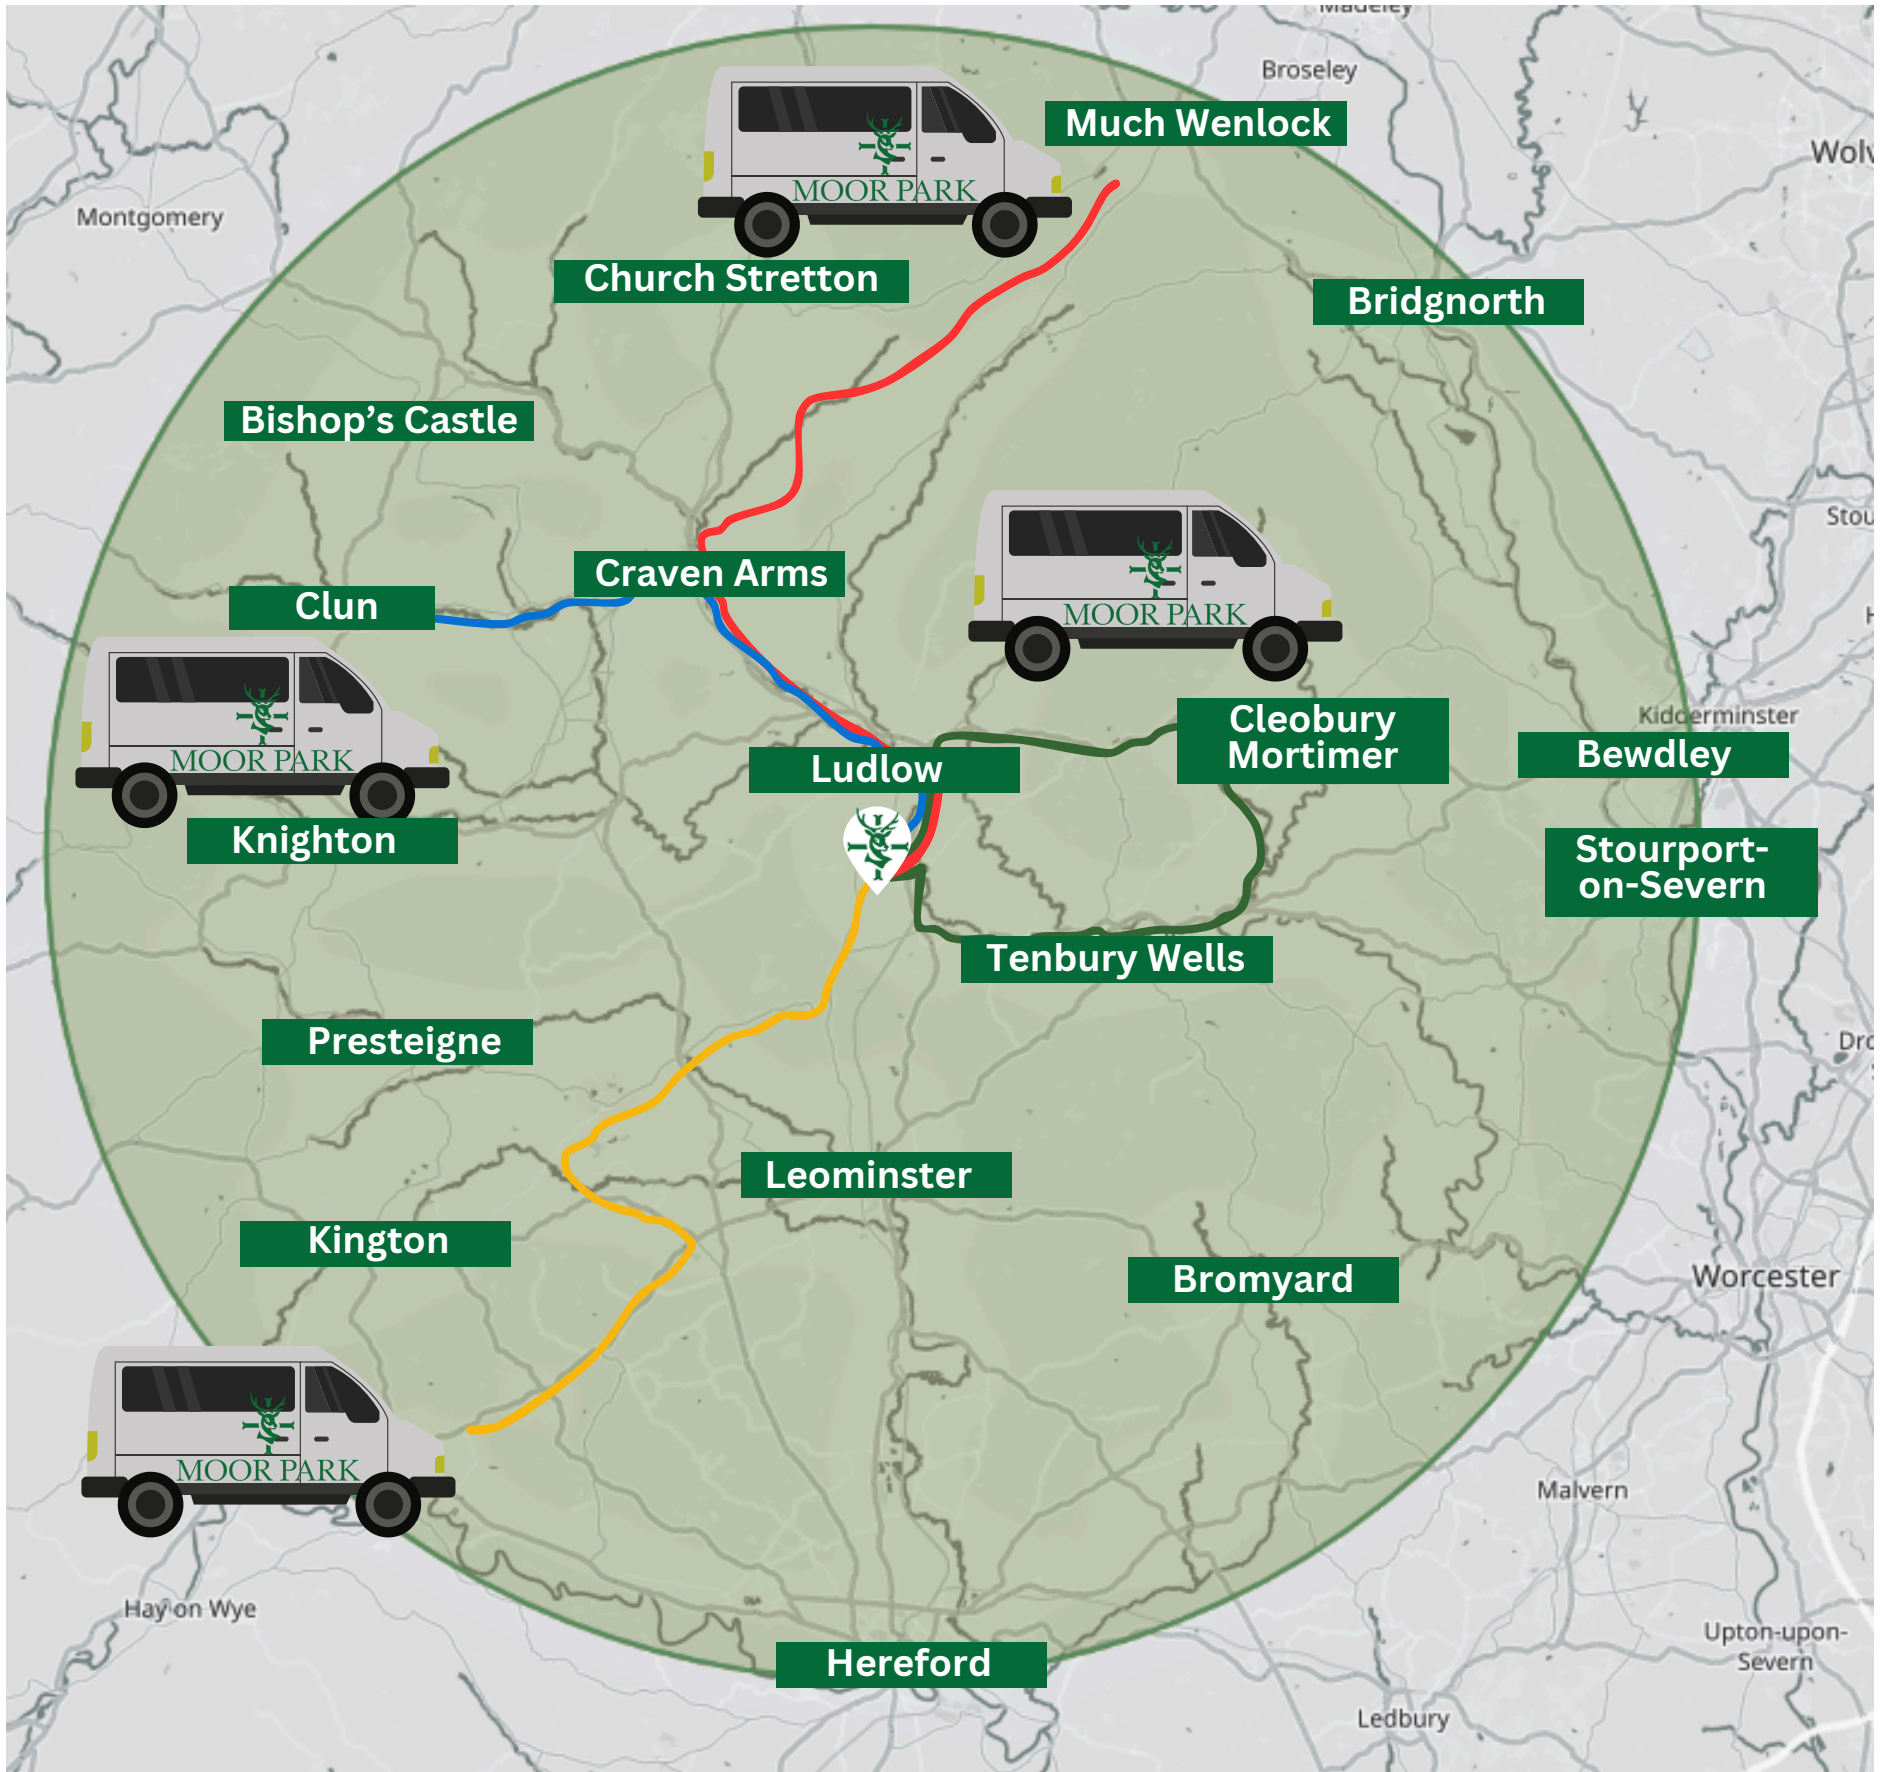 Madeley
Broseley
Much Wenlock
MOOR PARK
Montgomery
Church Stretton
Bridgnorth
Bishop’s Castle
Craven Arms
Clun
MOOR PARK
Cleobury
Mortimer
Kidderminster
MOOR PARK
Ludlow
Bewdley
Knighton
Stourport-
on-Severn
Tenbury Wells
Presteigne
Leominster
Kington
Bromyard
Worcester
MOOR PARK
Malvern
Hay on Wye
Upton-upon-
Severn
Hereford
Ledbury